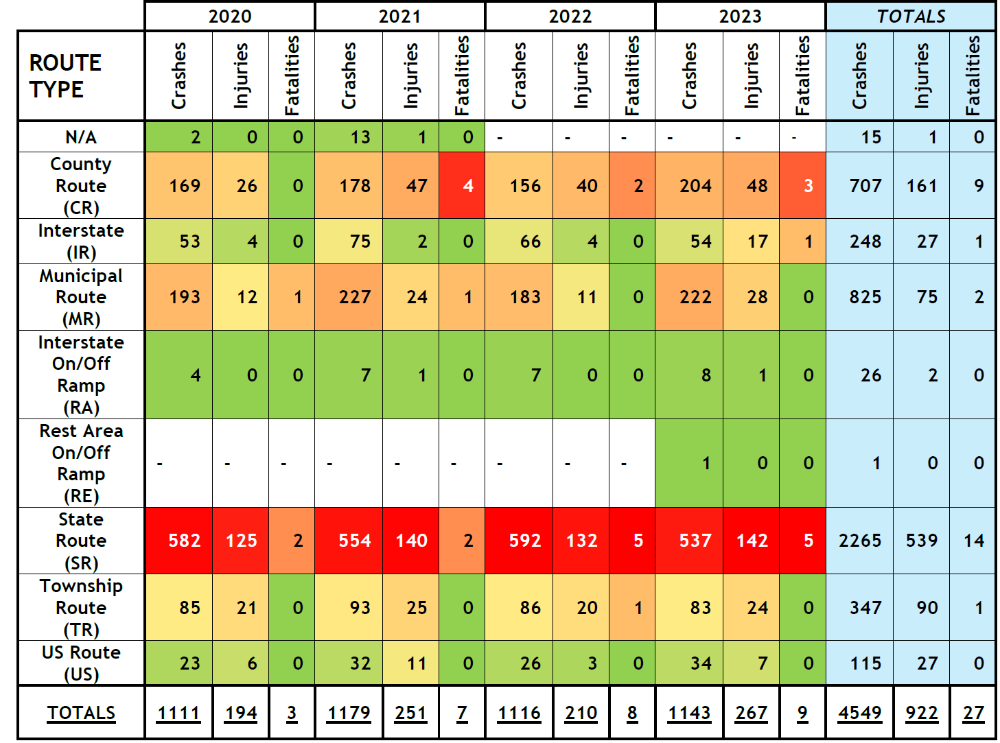 2020 2021 2022 2023 TOTALS
ROUTE
TYPE
Crashes Injuries Fatalities Crashes Injuries Fatalities Crashes Injuries Fatalities Crashes Injuries Fatalities Crashes Injuries Fatalities
N/A 2 0 0 13 1 0 - - - - - - 15 1 0
County
Route
(CR)
169 26 0 178 47 4 156 40 2 204 48 3 707 161 9
Interstate
(IR)
53 4 0 75 2 0 66 4 0 54 17 1 248 27 1
Municipal
Route
(MR)
193 12 1 227 24 1 183 11 0 222 28 0 825 75 2
Interstate
On/Off
Ramp
(RA)
4 0 0 7 1 0 7 0 0 8 1 0 26 2 0
Rest Area
On/Off
Ramp
(RE)
- - - - - - - - - 1 0 0 1 0 0
State
Route
(SR)
582 125 2 554 140 2 592 132 5 537 142 5 2265 539 14
Township
Route
(TR)
85 21 0 93 25 0 86 20 1 83 24 0 347 90 1
US Route
(US)
23 6 0 32 11 0 26 3 0 34 7 0 115 27 0
TOTALS 1111 194 3 1179 251 7 1116 210 8 1143 267 9 4549 922 27